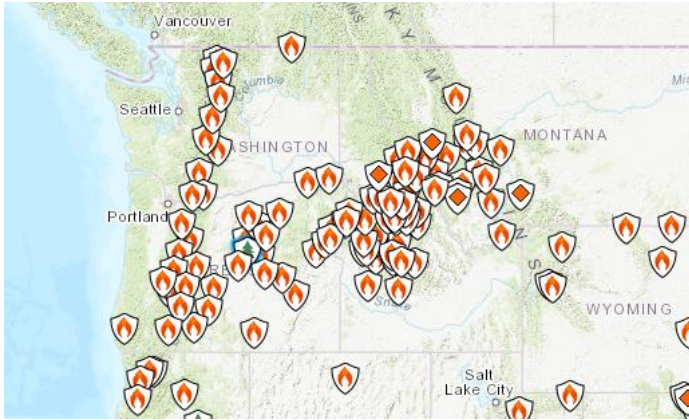 Vancouver
Columbia
Seattle
ASHINGTON
MONTANA
Portland
Snake
WYOMING
Salt
Lake City